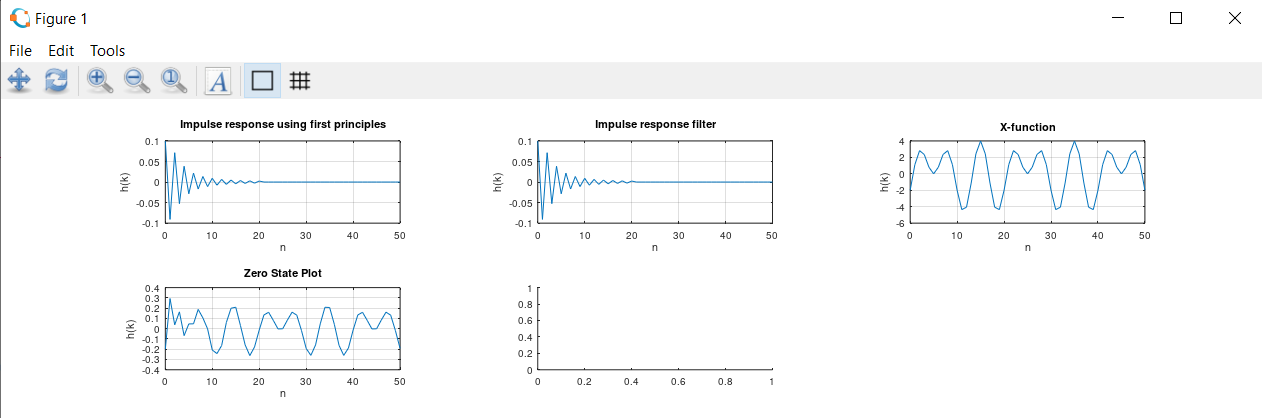 Figure 1
File Edit Tools
1 A
Impulse response using first principles
0.1
0.05
0
-0.05
-0.1
h(k)
0 10 20 30 40 50
n
Impulse response filter
0.1
0.05
0
-0.05
-0.1
h(k)
0 10 20 30 40 50
n
X-function
4
2
0
-2
-4
-6
h(k)
0 10 20 30 40 50
n
Zero State Plot
0.4
0.3
0.2
0.1
0
-0.1
-0.2
-0.3
-0.4
h(k)
0 10 20 30 40 50
n
1
0.8
0.6
0.4
0.2
0
0 0.2 0.4 0.6 0.8 1